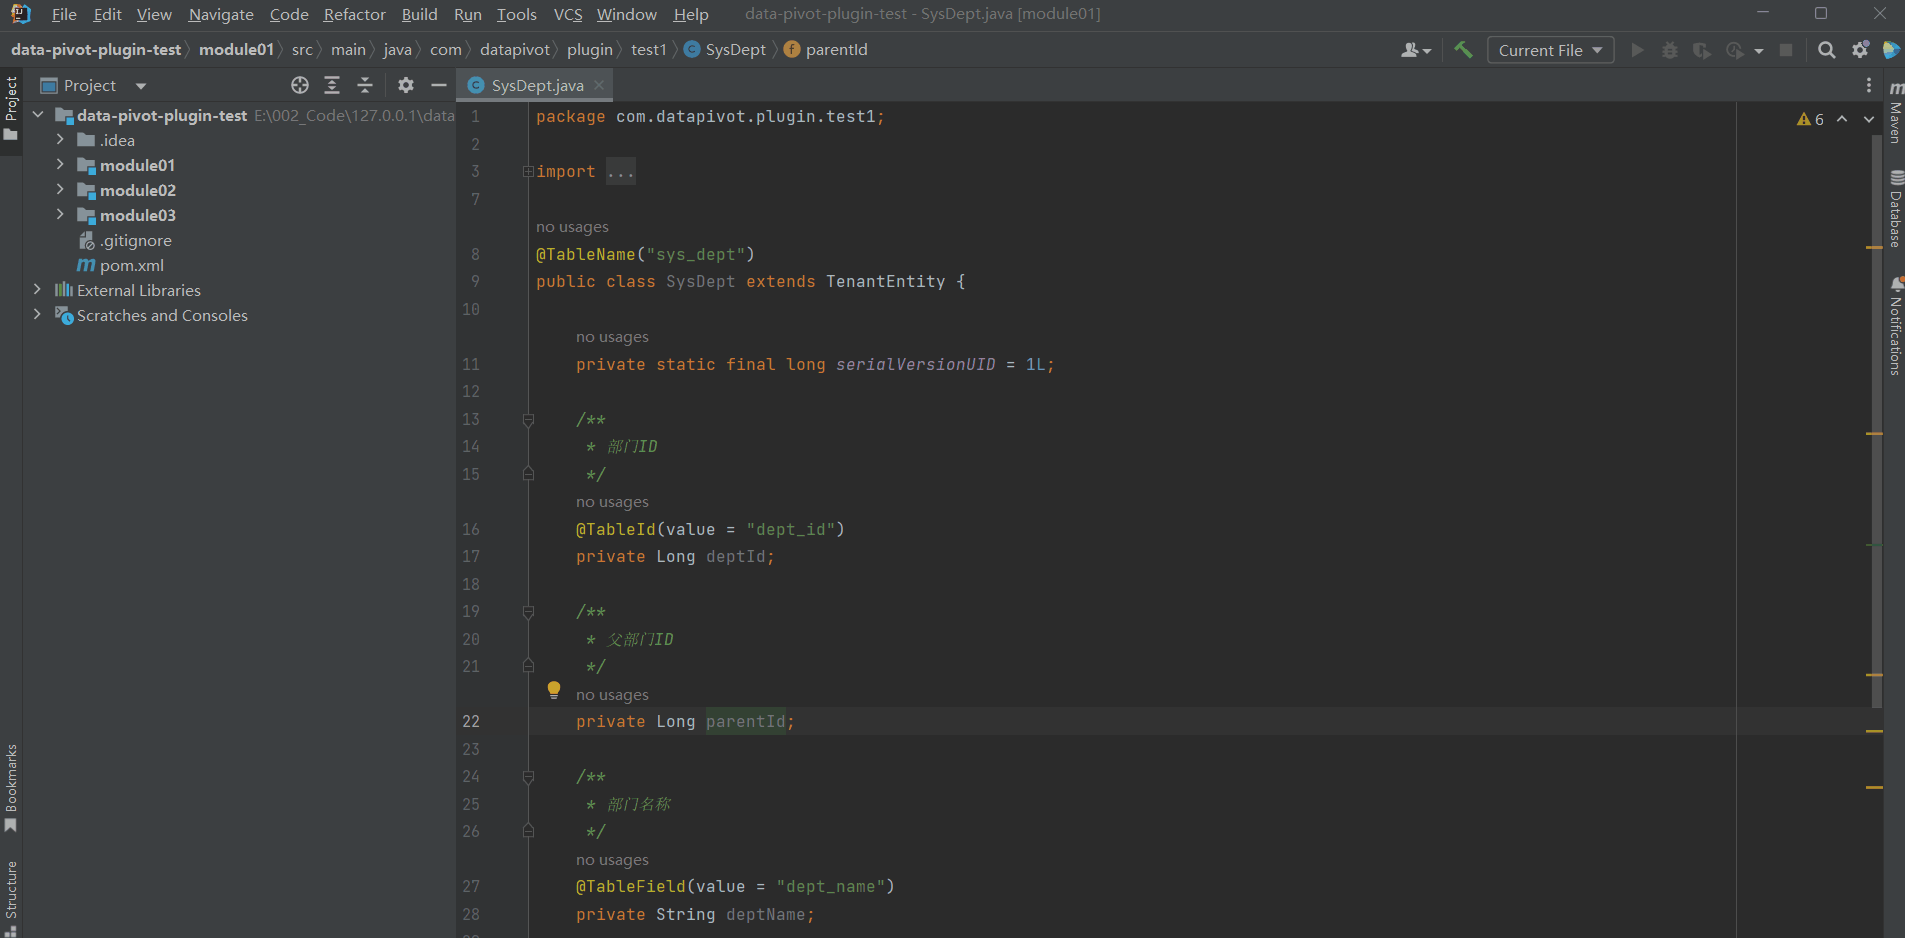 File Edit View Navigate Code Refactor Build Run Tools VCS Window Help data-pivot-plugin-test - SysDept.java [module01]
data-pivot-plugin-test module01 src main java com datapivot plugin test1 SysDept parentId Current File
Project SysDept.java
data-pivot-plugin-test E:\002_Code\127.0.0.1\data
.idea
module01
module02
module03
.gitignore
pom.xml
External Libraries
Scratches and Consoles
Project
Bookmarks
Structure
1 package com.datapivot.plugin.test1;
2
3 import ...
7
no usages
8 @TableName("sys_dept")
9 public class SysDept extends TenantEntity {
10
no usages
11 private static final long serialVersionUID = 1L;
12
13 /**
14 * 部门ID
15 */
no usages
16 @TableId(value = "dept_id")
17 private Long deptId;
18
19 /**
20 * 父部门ID
21 */
no usages
22 private Long parentId;
23
24 /**
25 * 部门名称
26 */
no usages
27 @TableField(value = "dept_name")
28 private String deptName;
6
Maven
Database
Notifications